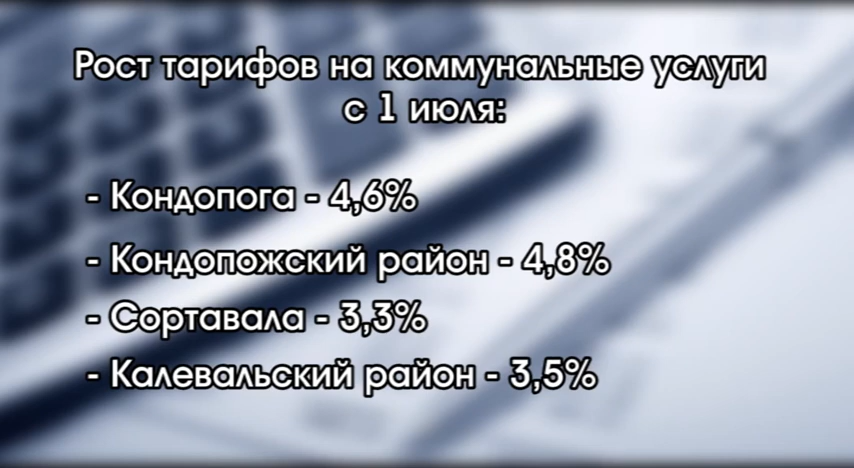 Рост тарифов на коммунальные услуги
с 1 июля:
- Кондопога - 4,6%
- Кондопожский район - 4,8%
- Сортавала - 3,3%
- Калевальский район - 3,5%